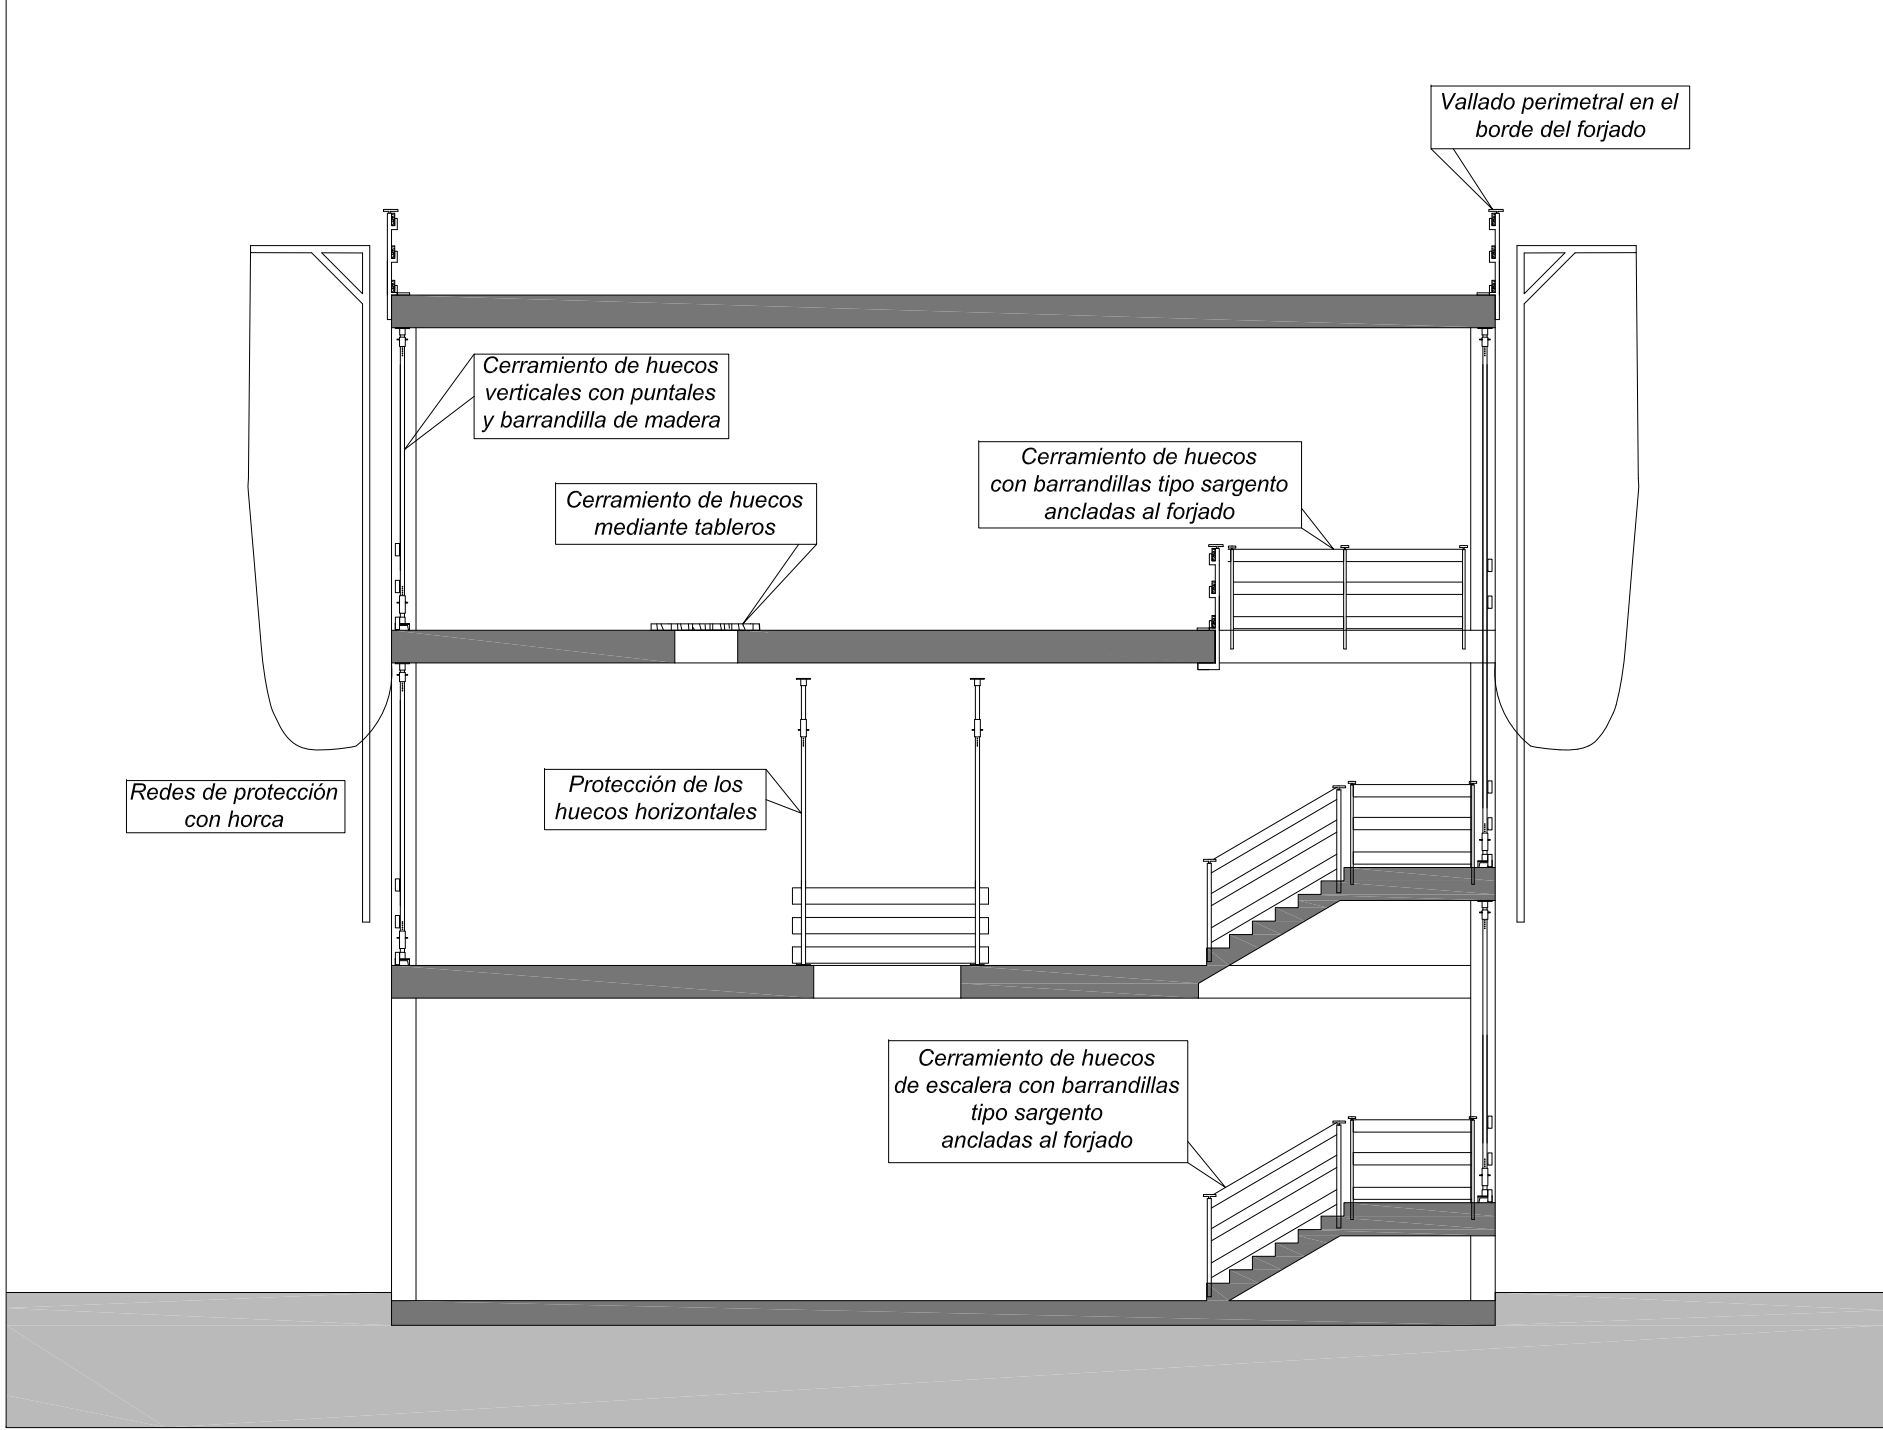 Vallado perimetral en el
borde del forjado
Cerramiento de huecos
verticales con puntales
y barrandilla de madera
Cerramiento de huecos
con barrandillas tipo sargento
ancladas al forjado
Cerramiento de huecos
mediante tableros
Protección de los
huecos horizontales
Redes de protección
con horca
Cerramiento de huecos
de escalera con barrandillas
tipo sargento
ancladas al forjado